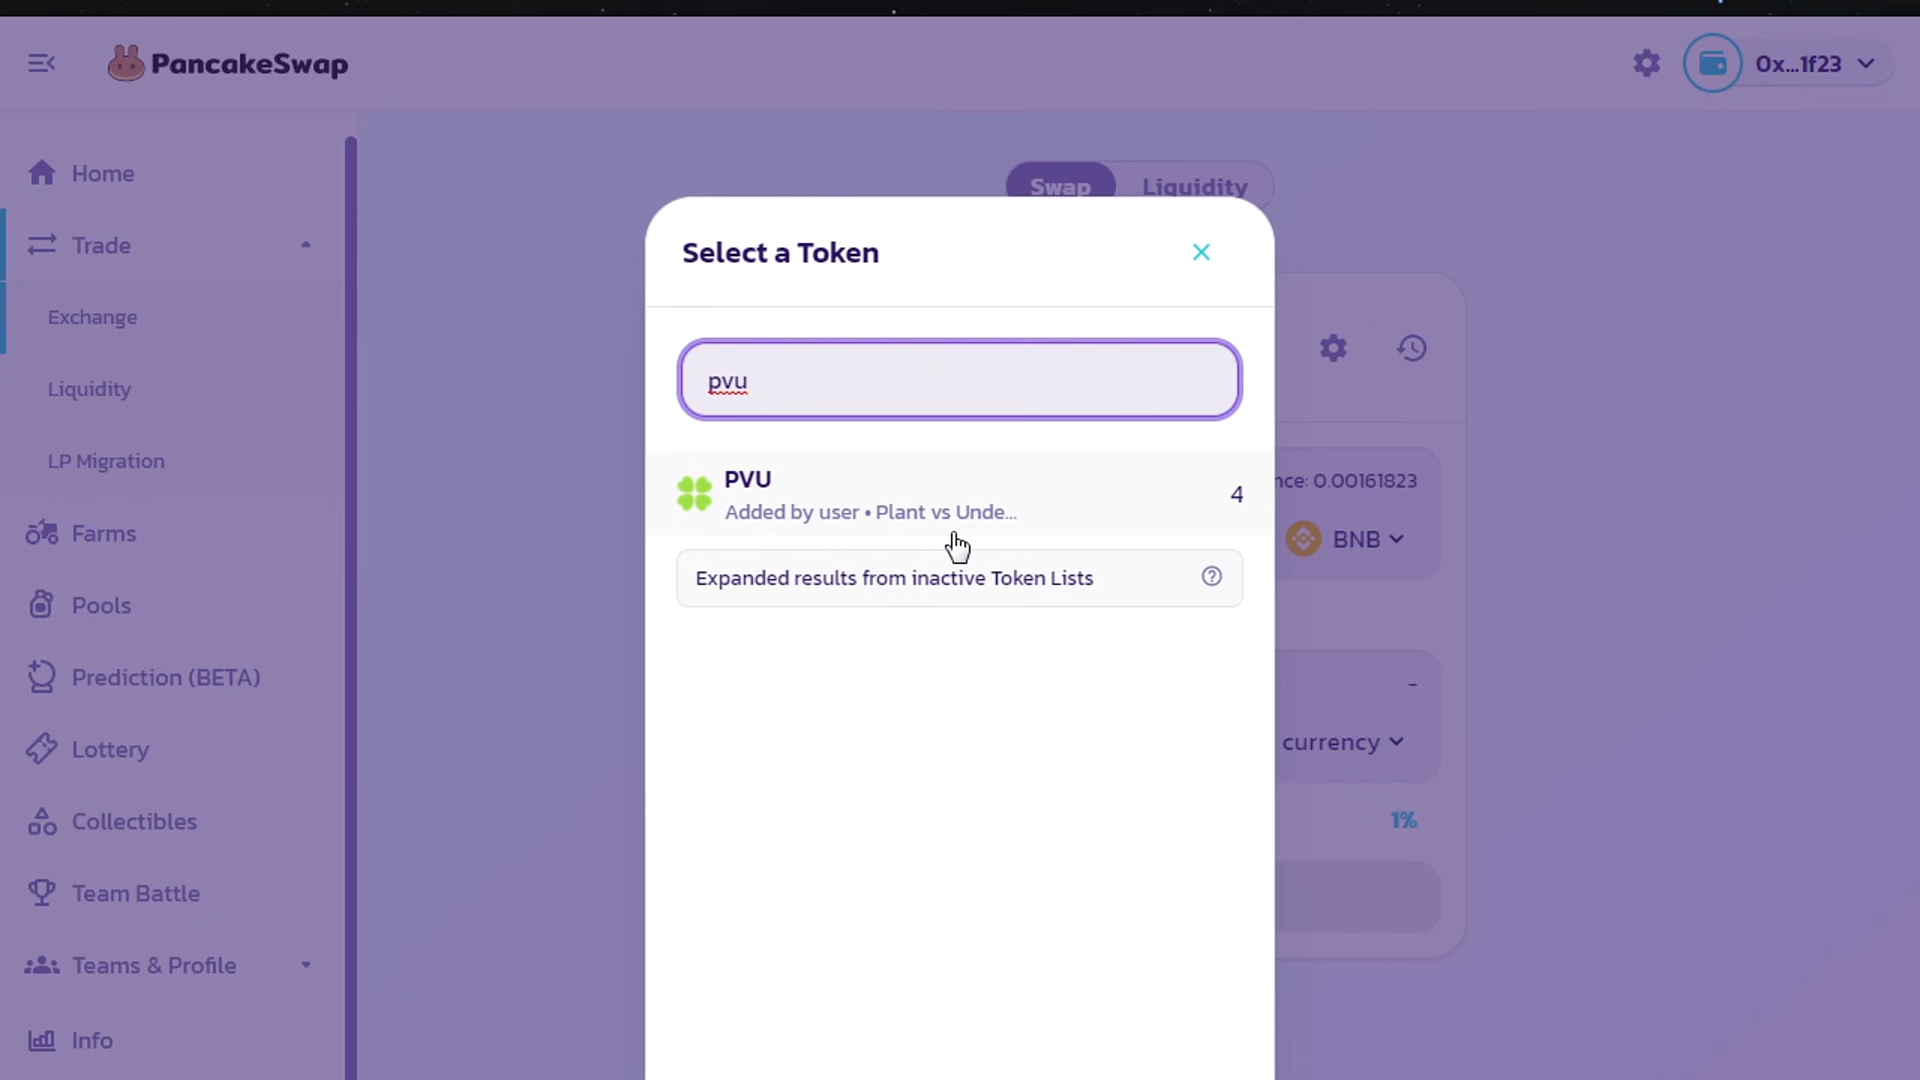 PancakeSwap
0x...1f23
Home
Trade
Exchange
Liquidity
LP Migration
Farms
Pools
Prediction (BETA)
Lottery
Collectibles
Team Battle
Teams & Profile
Info
Swap
Liquidity
Select a Token
pvu
PVU
Added by user • Plant vs Unde...
4
Expanded results from inactive Token Lists
nce: 0.00161823
BNB
-
currency
1%